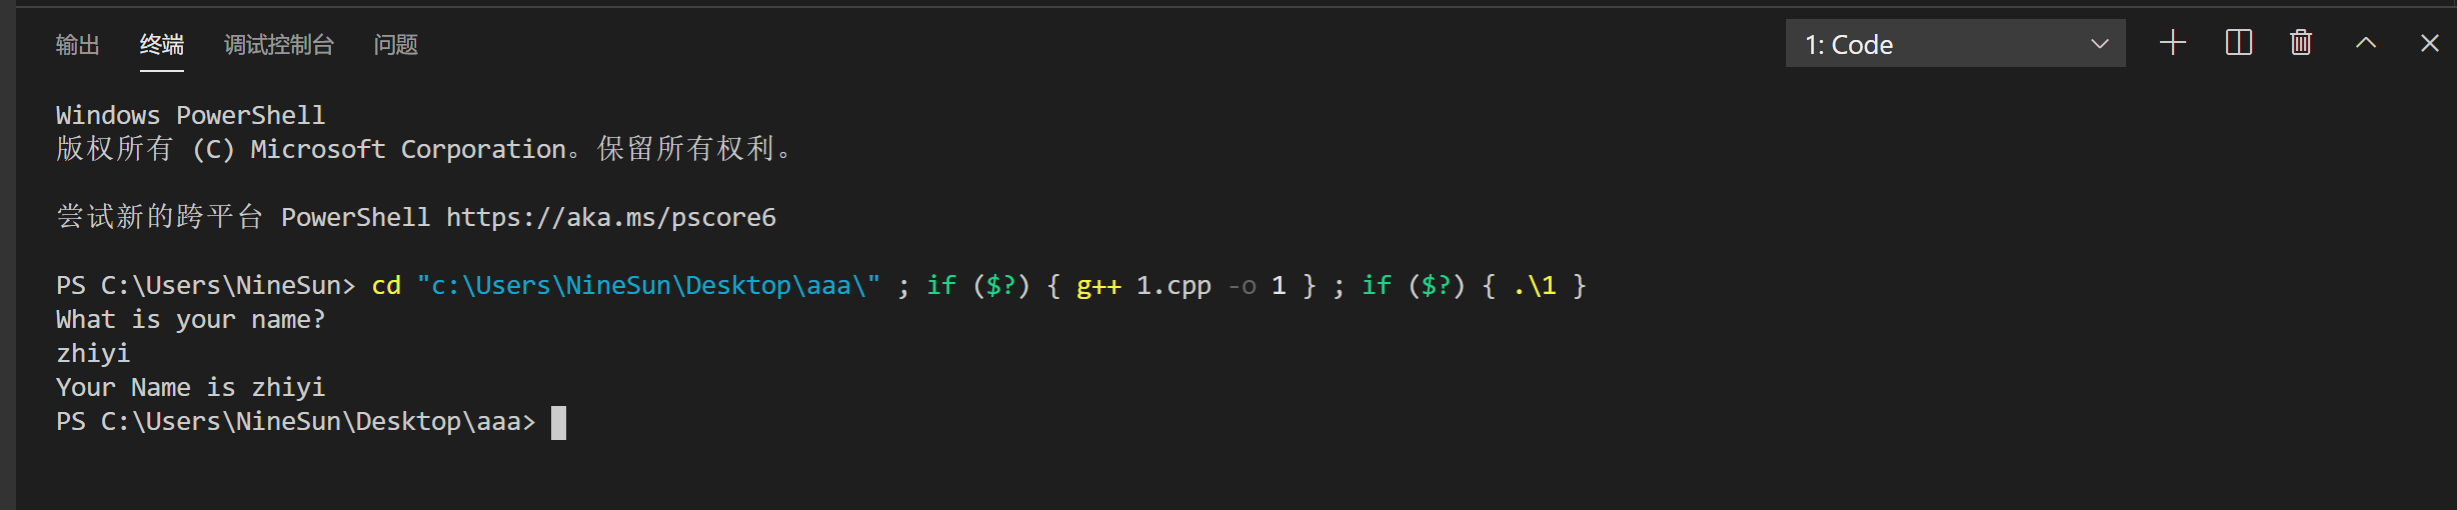 输出 终端 调试控制台 问题 1: Code
Windows PowerShell
版权所有 (C) Microsoft Corporation。保留所有权利。
尝试新的跨平台 PowerShell https://aka.ms/pscore6
PS C:\Users\NineSun> cd "c:\Users\NineSun\Desktop\aaa\" ; if ($?) { g++ 1.cpp -o 1 } ; if ($?) { .\1 }
What is your name?
zhiyi
Your Name is zhiyi
PS C:\Users\NineSun\Desktop\aaa>